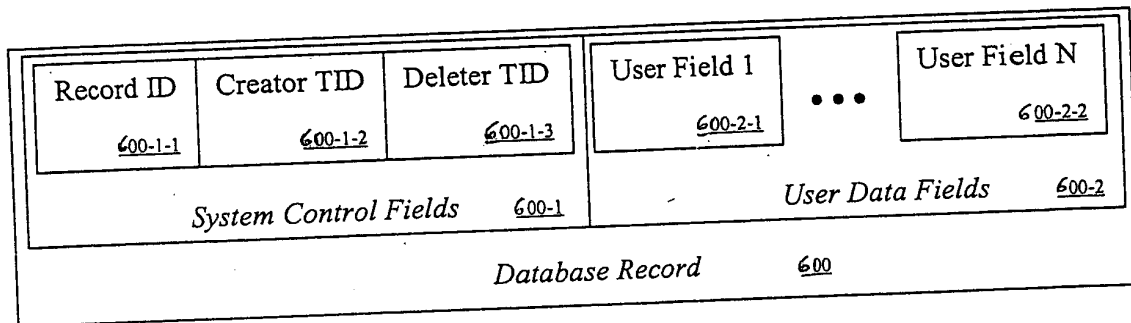 Record ID
600-1-1
Creator TID
600-1-2
Deleter TID
600-1-3
User Field 1
600-2-1
•••
User Field N
600-2-2
System Control Fields 600-1
User Data Fields 600-2
Database Record 600